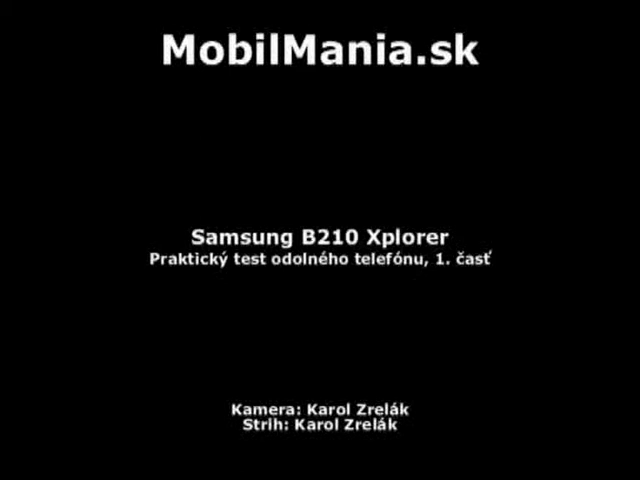 MobilMania.sk
Samsung B210 Xplorer
Praktický test odolného telefónu, 1. časť
Kamera: Karol Zrelák
Strih: Karol Zrelák